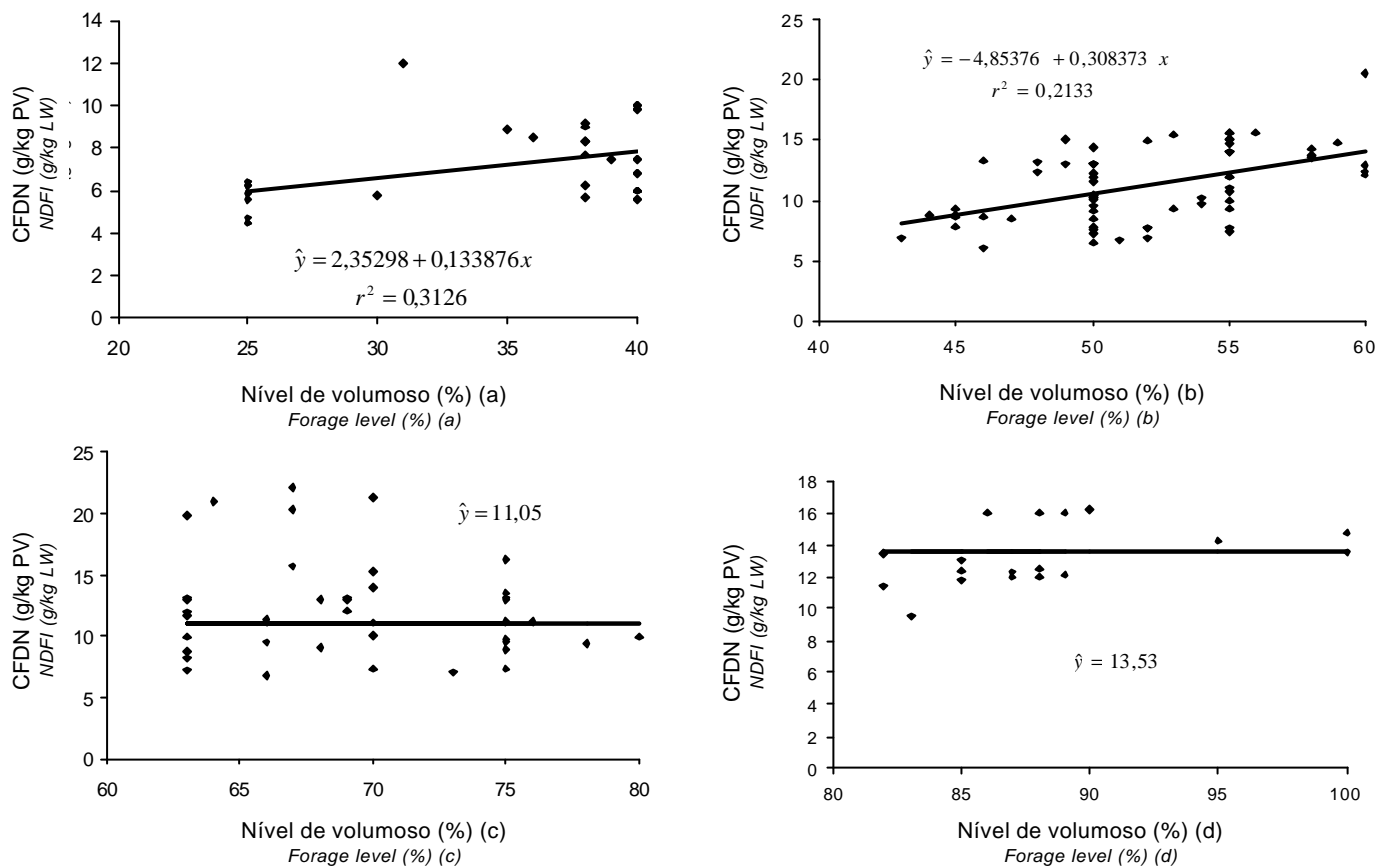 14
12
10
8
6
4
2
0
CFDN (g/kg PV)
NDFI (g/kg LW)
ŷ = 2,35298 + 0,133876x
r² = 0,3126
20 25 30 35 40
Nível de volumoso (%) (a)
Forage level (%) (a)
25
20
15
10
5
0
CFDN (g/kg PV)
NDFI (g/kg LW)
ŷ = −4,85376 + 0,308373 x
r² = 0,2133
40 45 50 55 60
Nível de volumoso (%) (b)
Forage level (%) (b)
25
20
15
10
5
0
CFDN (g/kg PV)
NDFI (g/kg LW)
ŷ = 11,05
60 65 70 75 80
Nível de volumoso (%) (c)
Forage level (%) (c)
18
16
14
12
10
8
6
4
2
0
CFDN (g/kg PV)
NDFI (g/kg LW)
ŷ = 13,53
80 85 90 95 100
Nível de volumoso (%) (d)
Forage level (%) (d)